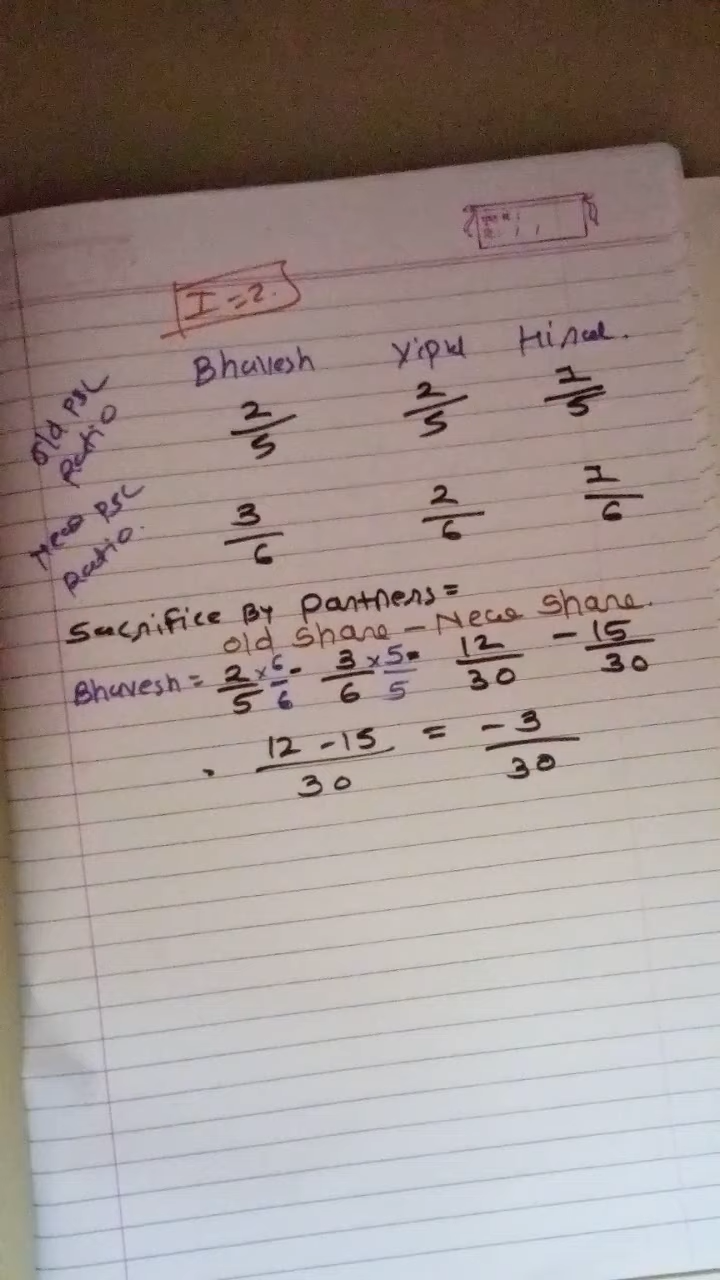 I = 2.
Bhavesh Vipul Hiral.
Old PSL Ratio 2/5 2/5 1/5
New PSL Ratio. 3/6 2/6 1/6
Sacrifice By Partners =
Old Share - New Share.
Bhavesh = 2/5 × 6/6 - 3/6 × 5/5 = 12/30 - 15/30
12 - 15/30 = -3/30